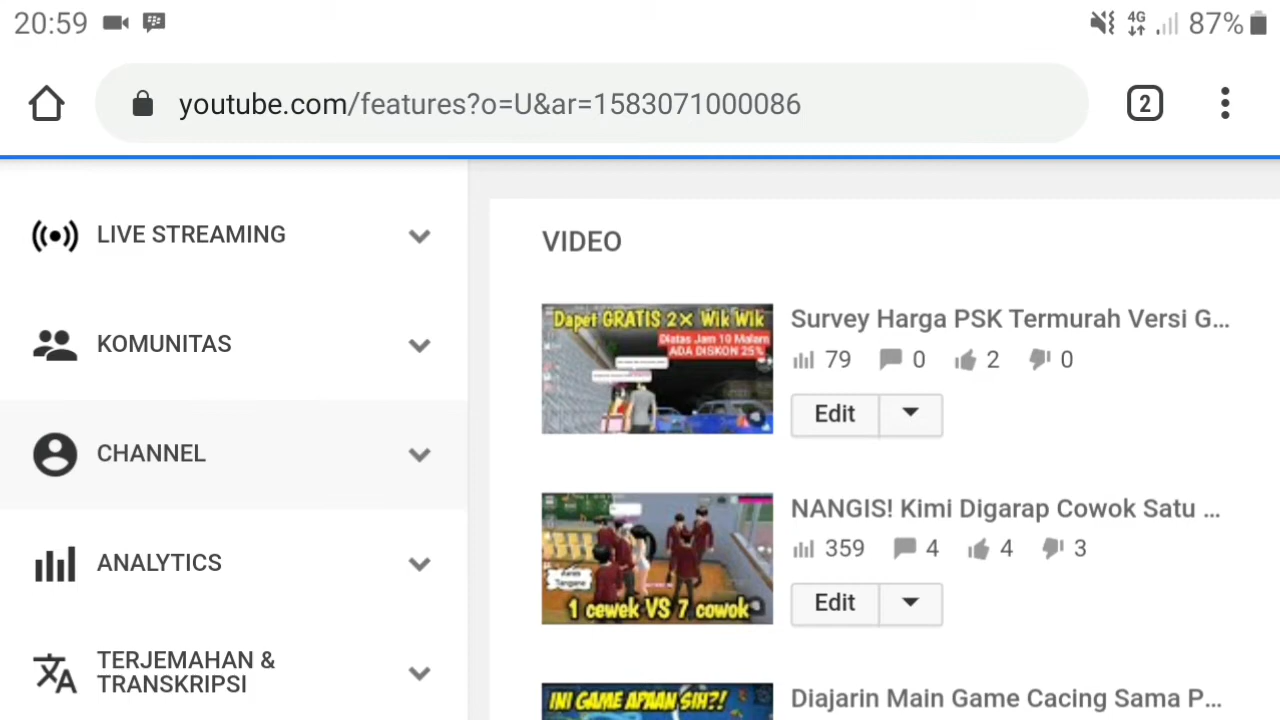 20:59
4G
87%
youtube.com/features?o=U&ar=1583071000086
2
LIVE STREAMING
KOMUNITAS
CHANNEL
ANALYTICS
TERJEMAHAN &
TRANSKRIPSI
VIDEO
Dapet GRATIS 2× Wik Wik
Diatas Jam 10 Malam
ADA DISKON 25%
Survey Harga PSK Termurah Versi G...
79 0 2 0
Edit
1 cewek VS 7 cowok
NANGIS! Kimi Digarap Cowok Satu ...
359 4 4 3
Edit
INI GAME APAAN SIH?!
Diajarin Main Game Cacing Sama P...